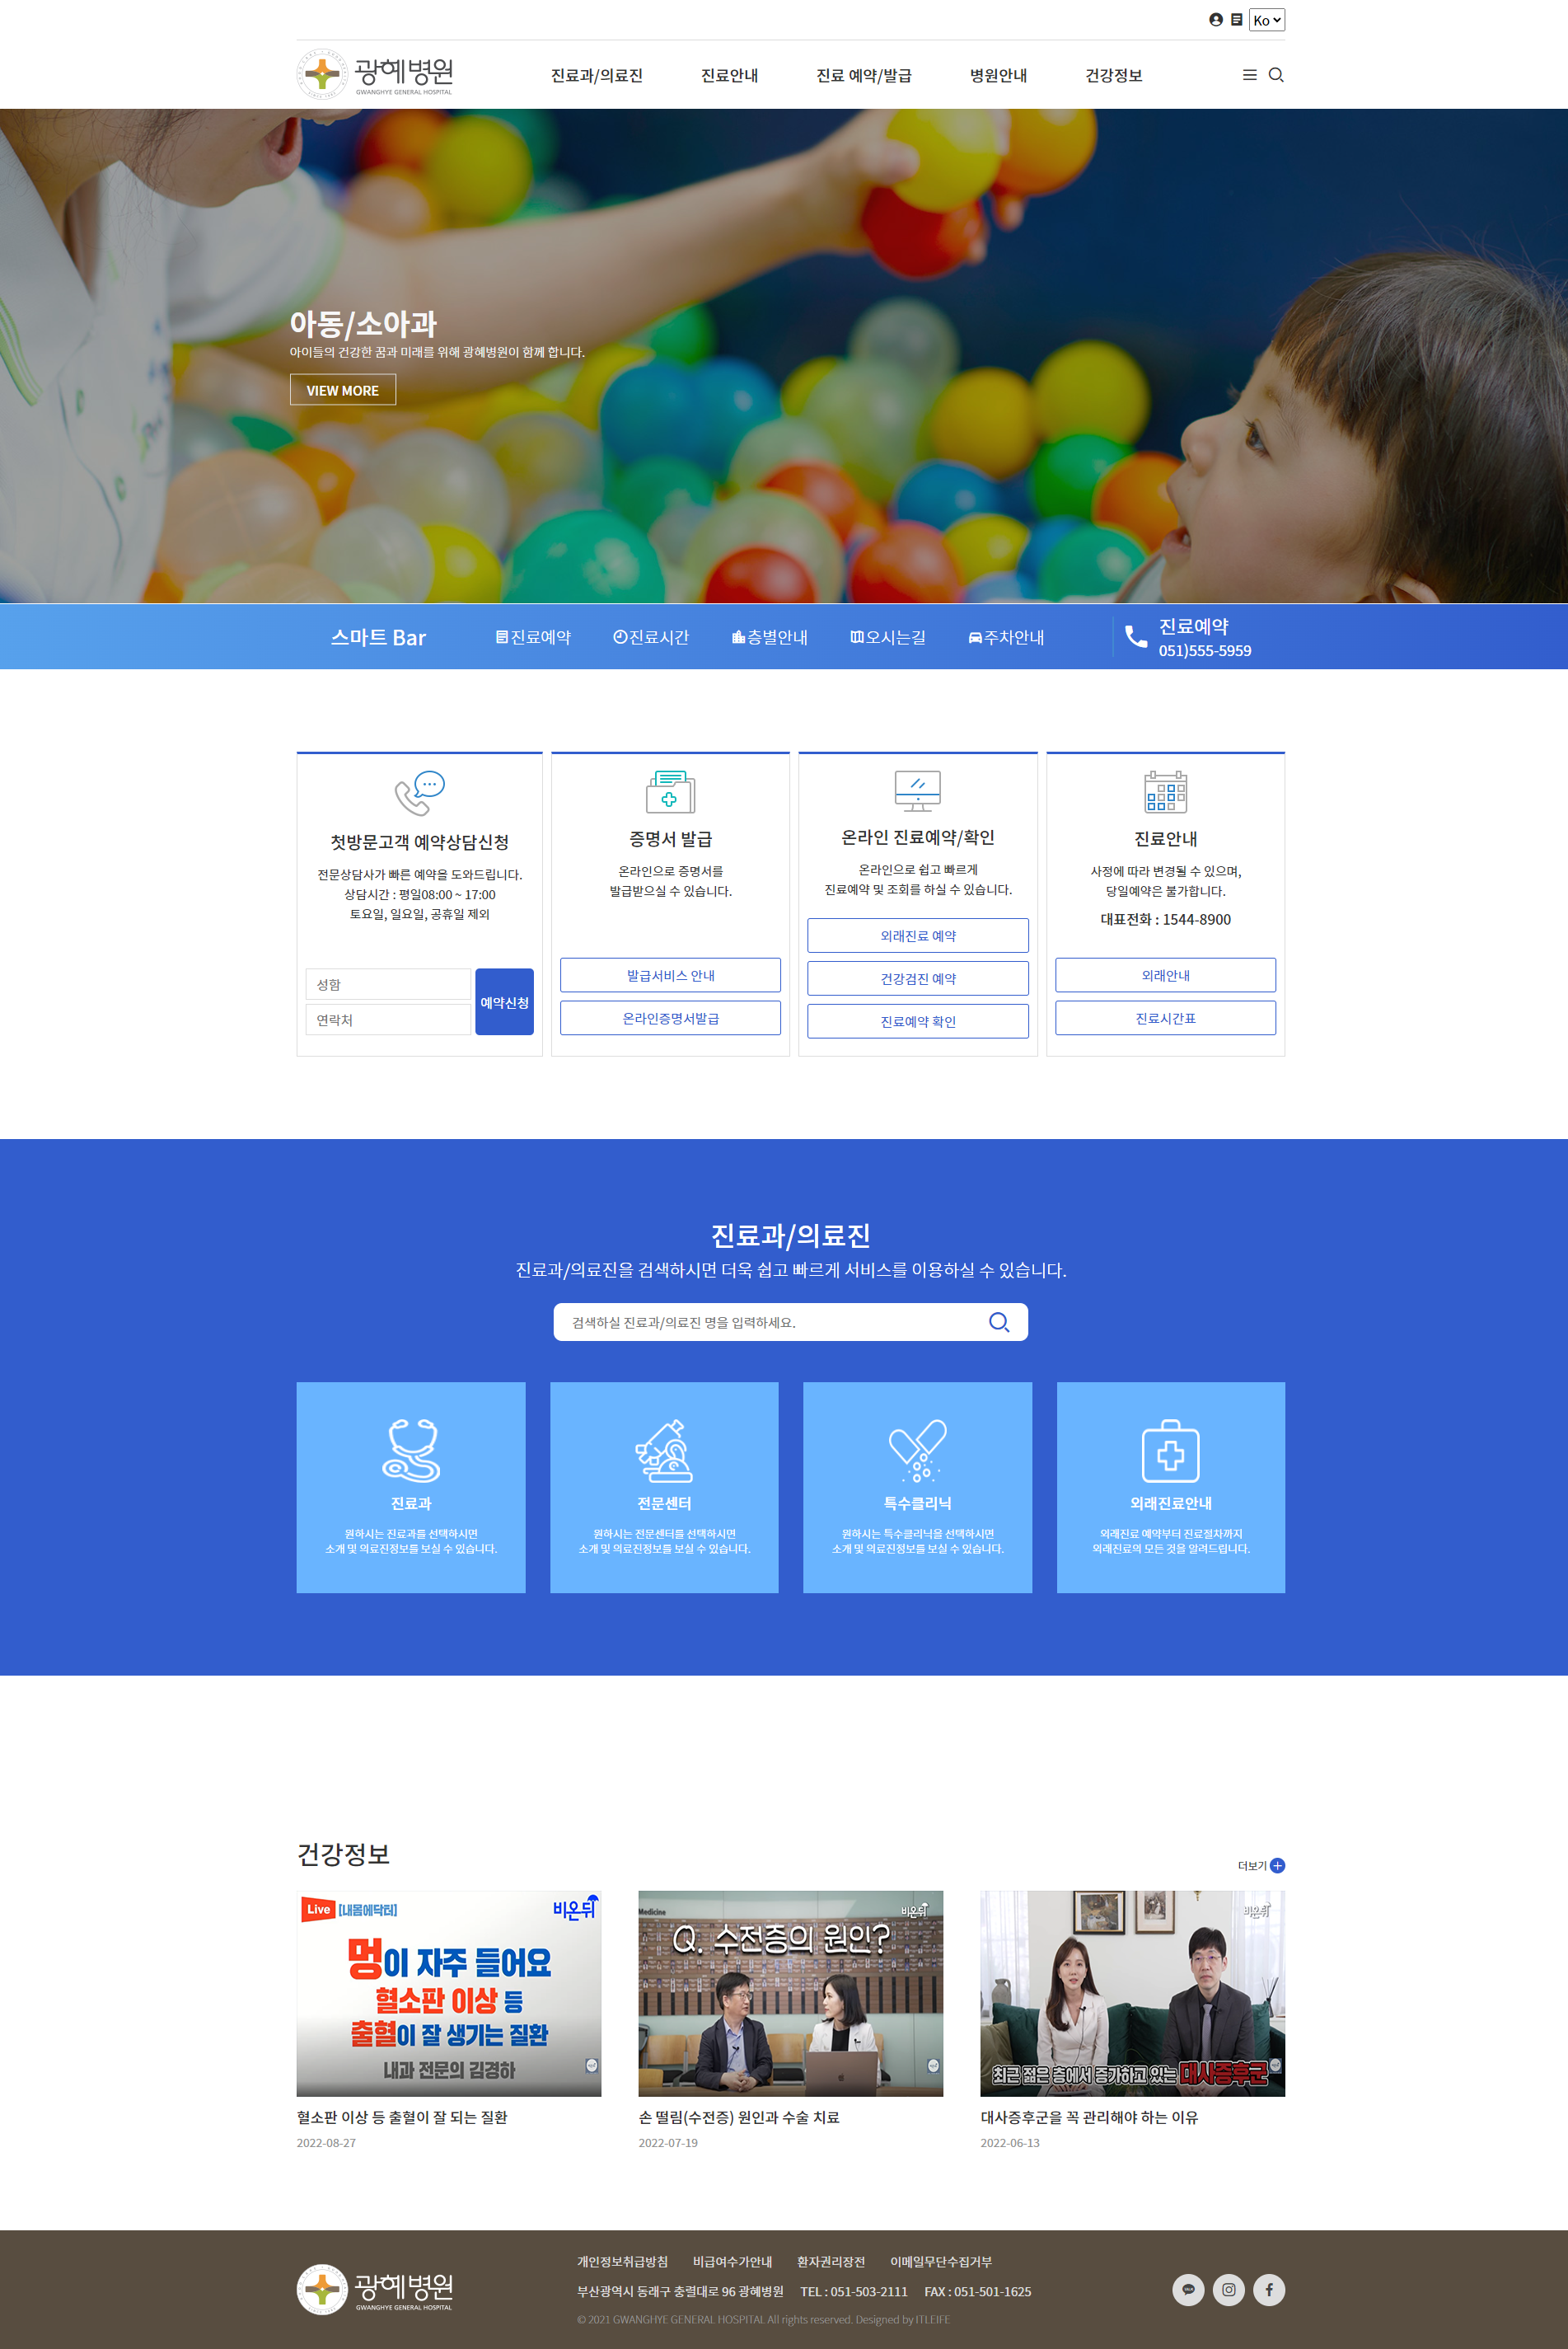 Ko
광혜병원
GWANGHYE GENERAL HOSPITAL
진료과/의료진
진료안내
진료 예약/발급
병원안내
건강정보
아동/소아과
아이들의 건강한 꿈과 미래를 위해 광혜병원이 함께 합니다.
VIEW MORE
스마트 Bar
진료예약
진료시간
층별안내
오시는길
주차안내
진료예약
051)555-5959
첫방문고객 예약상담신청
전문상담사가 빠른 예약을 도와드립니다.
상담시간 : 평일08:00 ~ 17:00
토요일, 일요일, 공휴일 제외
성함
연락처
예약신청
증명서 발급
온라인으로 증명서를
발급받으실 수 있습니다.
발급서비스 안내
온라인증명서발급
온라인 진료예약/확인
온라인으로 쉽고 빠르게
진료예약 및 조회를 하실 수 있습니다.
외래진료 예약
건강검진 예약
진료예약 확인
진료안내
사정에 따라 변경될 수 있으며,
당일예약은 불가합니다.
대표전화 : 1544-8900
외래안내
진료시간표
진료과/의료진
진료과/의료진을 검색하시면 더욱 쉽고 빠르게 서비스를 이용하실 수 있습니다.
검색하실 진료과/의료진 명을 입력하세요.
진료과
원하시는 진료과를 선택하시면
소개 및 의료진정보를 보실 수 있습니다.
전문센터
원하시는 전문센터를 선택하시면
소개 및 의료진정보를 보실 수 있습니다.
특수클리닉
원하시는 특수클리닉을 선택하시면
소개 및 의료진정보를 보실 수 있습니다.
외래진료안내
외래진료 예약부터 진료절차까지
외래진료의 모든 것을 알려드립니다.
건강정보
더보기
Live [내몸에닥터]
비온뒤
멍이 자주 들어요
혈소판 이상 등
출혈이 잘 생기는 질환
내과 전문의 김경하
혈소판 이상 등 출혈이 잘 되는 질환
2022-08-27
Medicine
비온뒤
Q. 수전증의 원인?
손 떨림(수전증) 원인과 수술 치료
2022-07-19
비온뒤
최근 젊은 층에서 증가하고 있는 대사증후군
대사증후군을 꼭 관리해야 하는 이유
2022-06-13
광혜병원
GWANGHYE GENERAL HOSPITAL
개인정보취급방침
비급여수가안내
환자권리장전
이메일무단수집거부
부산광역시 동래구 충렬대로 96 광혜병원
TEL : 051-503-2111
FAX : 051-501-1625
© 2021 GWANGHYE GENERAL HOSPITAL All rights reserved. Designed by ITLEIFE